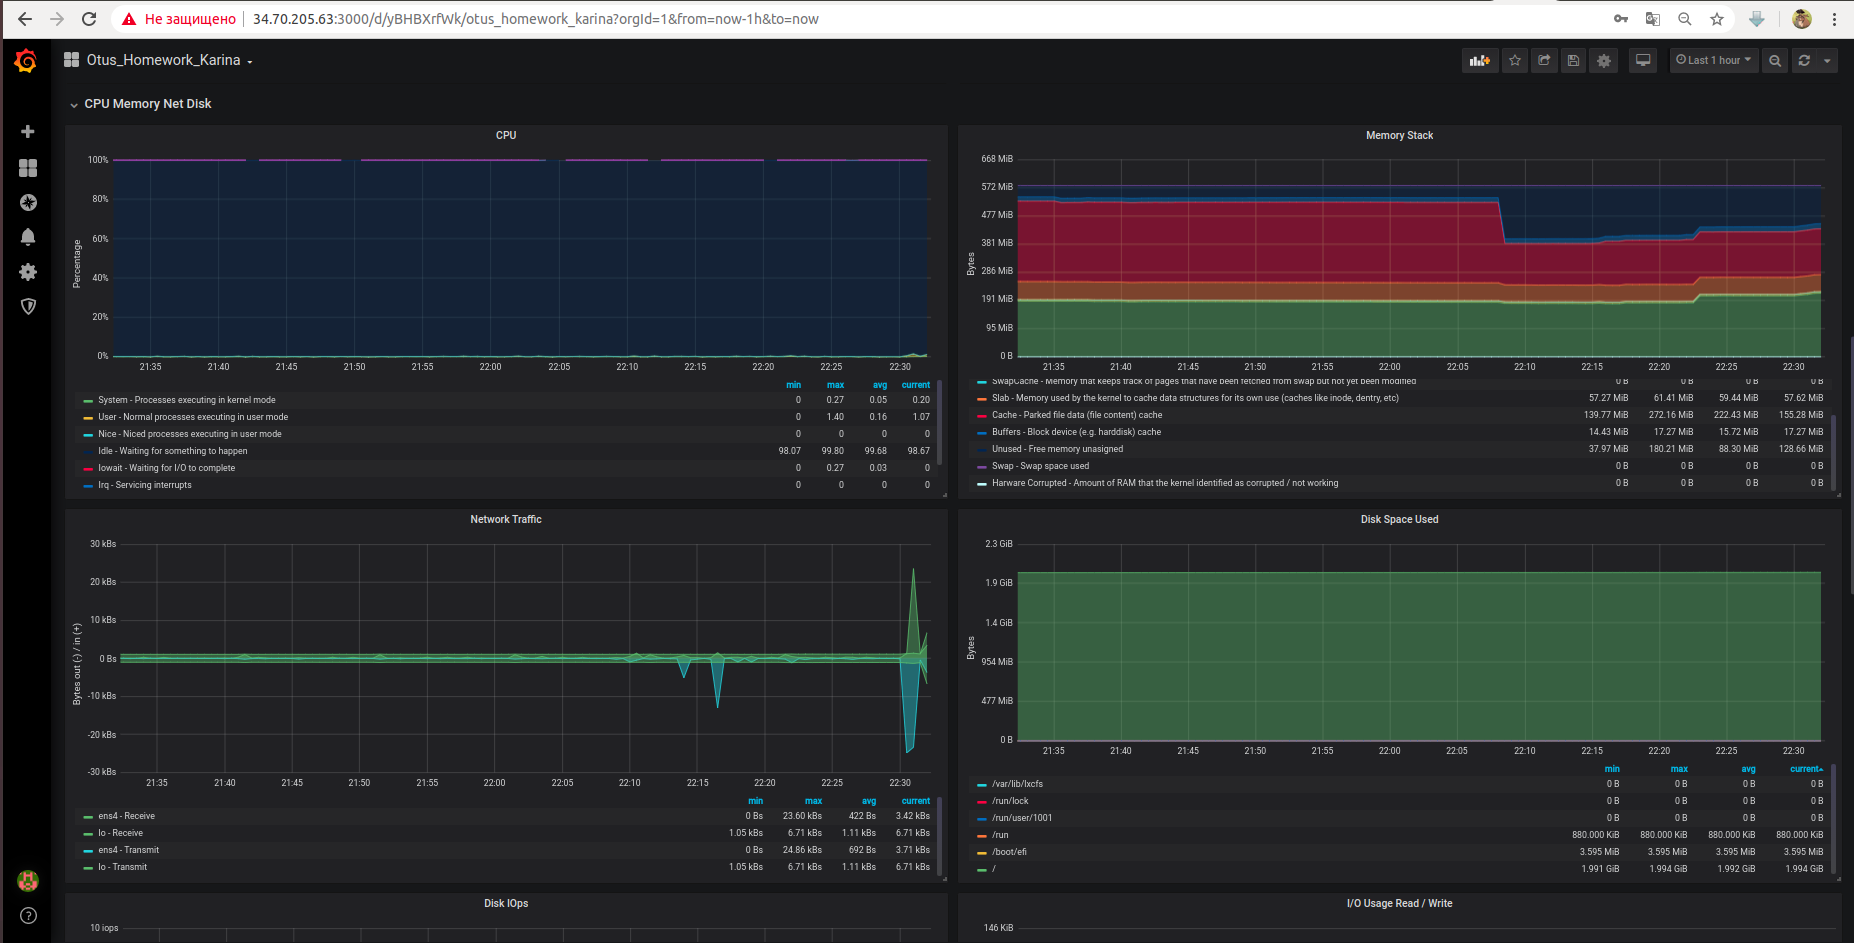 Не защищено 34.70.205.63:3000/d/yBHBXrfWk/otus_homework_karina?orgId=1&from=now-1h&to=now
Otus_Homework_Karina
Last 1 hour
CPU Memory Net Disk
CPU
100%
80%
60%
40%
20%
0%
Percentage
21:35 21:40 21:45 21:50 21:55 22:00 22:05 22:10 22:15 22:20 22:25 22:30
min max avg current
System - Processes executing in kernel mode 0 0.27 0.05 0.20
User - Normal processes executing in user mode 0 1.40 0.16 1.07
Nice - Niced processes executing in user mode 0 0 0 0
Idle - Waiting for something to happen 98.07 99.80 99.68 98.67
Iowait - Waiting for I/O to complete 0 0.27 0.03 0
Irq - Servicing interrupts 0 0 0 0
Memory Stack
668 MiB
572 MiB
477 MiB
381 MiB
286 MiB
191 MiB
95 MiB
0 B
Bytes
21:35 21:40 21:45 21:50 21:55 22:00 22:05 22:10 22:15 22:20 22:25 22:30
SwapCache - Memory that keeps track of pages that have been fetched from swap but not yet been modified 0 B 0 B 0 B 0 B
Slab - Memory used by the kernel to cache data structures for its own use (caches like inode, dentry, etc) 57.27 MiB 61.41 MiB 59.44 MiB 57.62 MiB
Cache - Parked file data (file content) cache 139.77 MiB 272.16 MiB 222.43 MiB 155.28 MiB
Buffers - Block device (e.g. harddisk) cache 14.43 MiB 17.27 MiB 15.72 MiB 17.27 MiB
Unused - Free memory unasigned 37.97 MiB 180.21 MiB 88.30 MiB 128.66 MiB
Swap - Swap space used 0 B 0 B 0 B 0 B
Harware Corrupted - Amount of RAM that the kernel identified as corrupted / not working 0 B 0 B 0 B 0 B
Network Traffic
30 kBs
20 kBs
10 kBs
0 Bs
-10 kBs
-20 kBs
-30 kBs
Bytes out (-) / in (+)
21:35 21:40 21:45 21:50 21:55 22:00 22:05 22:10 22:15 22:20 22:25 22:30
min max avg current
ens4 - Receive 0 Bs 23.60 kBs 422 Bs 3.42 kBs
lo - Receive 1.05 kBs 6.71 kBs 1.11 kBs 6.71 kBs
ens4 - Transmit 0 Bs 24.86 kBs 692 Bs 3.71 kBs
lo - Transmit 1.05 kBs 6.71 kBs 1.11 kBs 6.71 kBs
Disk Space Used
2.3 GiB
1.9 GiB
1.4 GiB
954 MiB
477 MiB
0 B
Bytes
21:35 21:40 21:45 21:50 21:55 22:00 22:05 22:10 22:15 22:20 22:25 22:30
min max avg current
/var/lib/lxcfs 0 B 0 B 0 B 0 B
/run/lock 0 B 0 B 0 B 0 B
/run/user/1001 0 B 0 B 0 B 0 B
/run 880.000 KiB 880.000 KiB 880.000 KiB 880.000 KiB
/boot/efi 3.595 MiB 3.595 MiB 3.595 MiB 3.595 MiB
/ 1.991 GiB 1.994 GiB 1.992 GiB 1.994 GiB
Disk IOps
10 iops
I/O Usage Read / Write
146 KiB